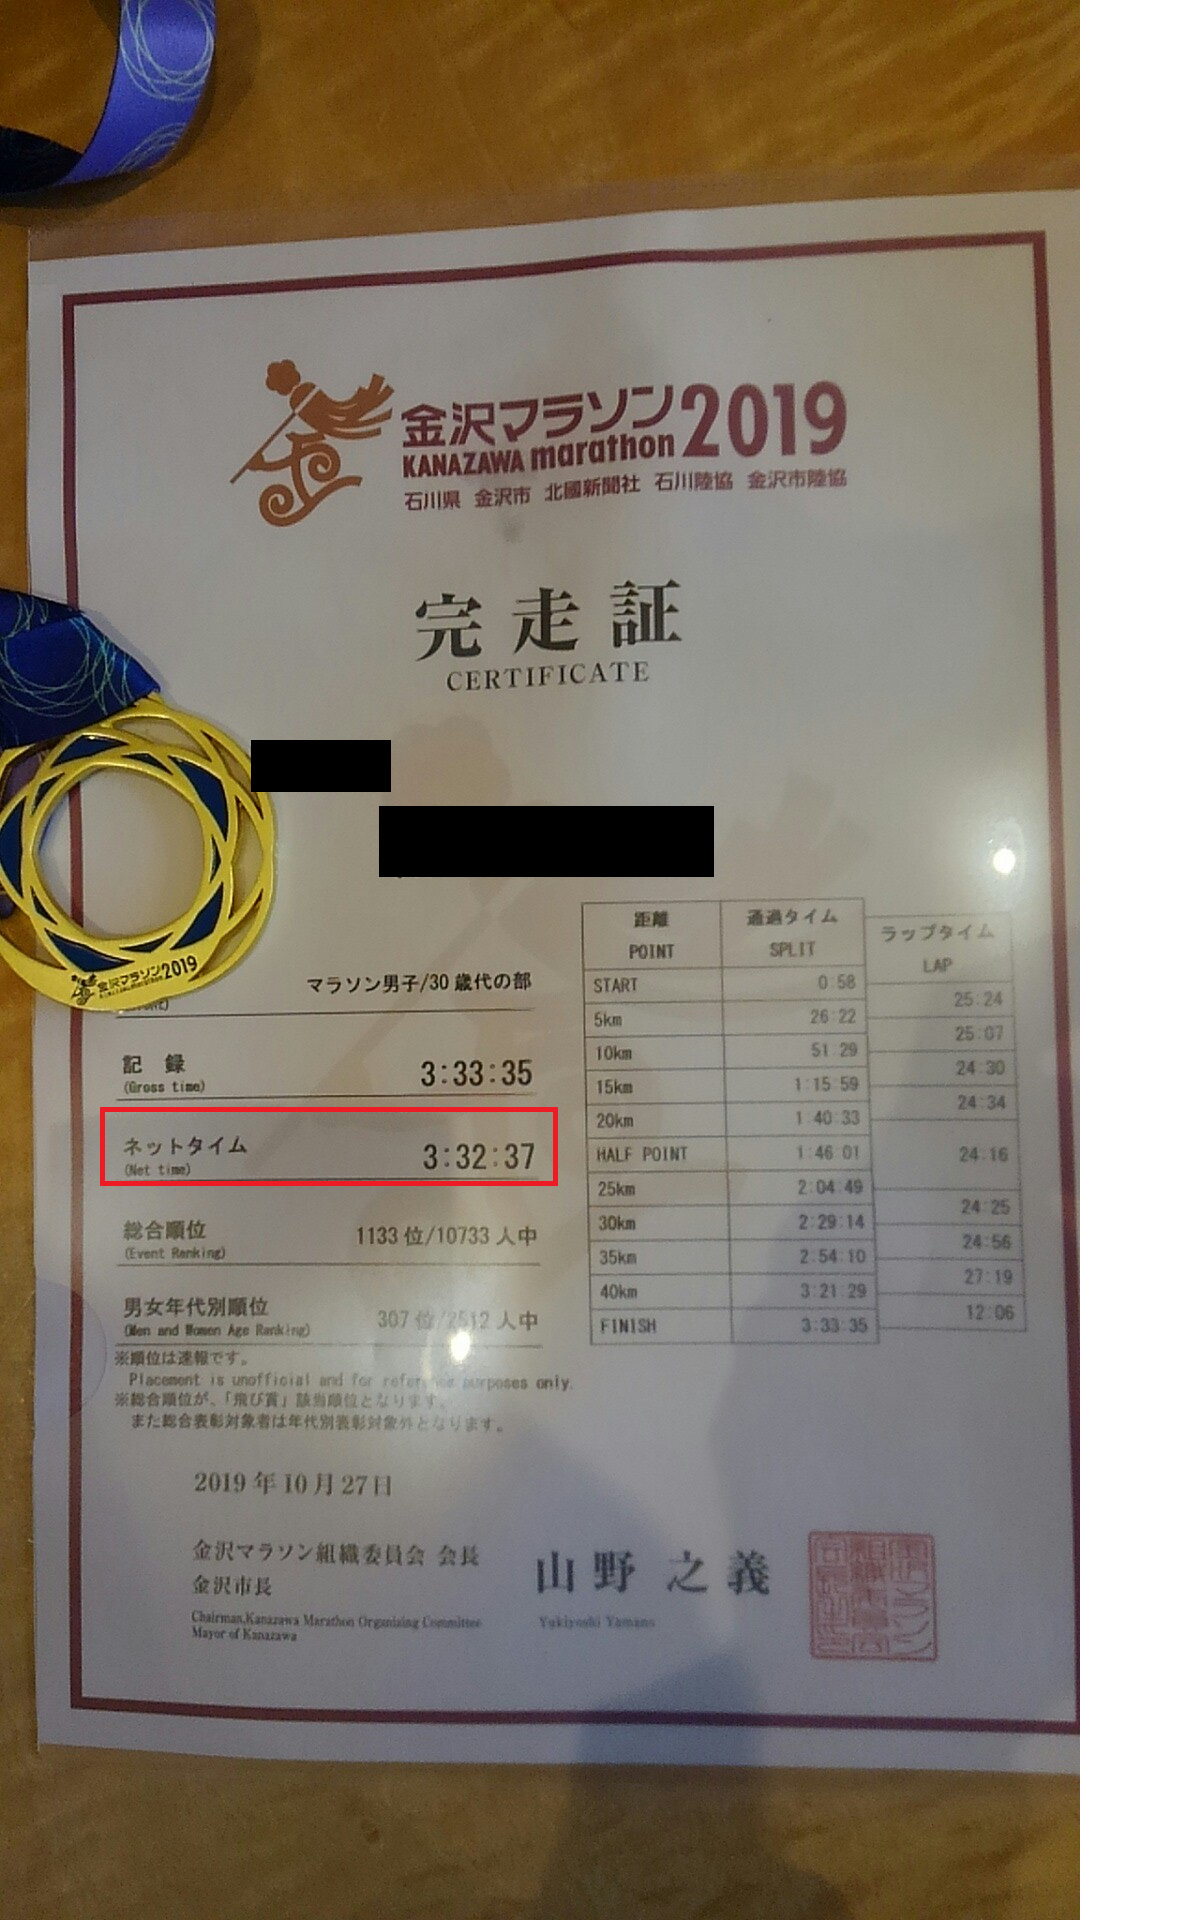 金沢マラソン2019
KANAZAWA marathon
石川県 金沢市 北國新聞社 石川陸協 金沢市陸協
完走証
CERTIFICATE
金沢マラソン2019
マラソン男子/30歳代の部
記録 3:33:35
(Gross time)
ネットタイム 3:32:37
(Net time)
総合順位 1133位/10733人中
(Event Ranking)
男女年代別順位 307位/2512人中
(Men and Women Age Ranking)
※順位は速報です。
Placement is unofficial and for reference purposes only.
※総合順位が、「飛び賞」該当順位となります。
また総合表彰対象者は年代別表彰対象外となります。
距離 通過タイム ラップタイム
POINT SPLIT LAP
START 0:58
25:24
5km 26:22
25:07
10km 51:29
24:30
15km 1:15:59
24:34
20km 1:40:33
HALF POINT 1:46:01
24:16
25km 2:04:49
24:25
30km 2:29:14
24:56
35km 2:54:10
27:19
40km 3:21:29
12:06
FINISH 3:33:35
2019年10月27日
金沢マラソン組織委員会 会長
金沢市長
山野之義
Chairman,Kanazawa Marathon Organizing Committee
Mayor of Kanazawa
Yukiyoshi Yamano